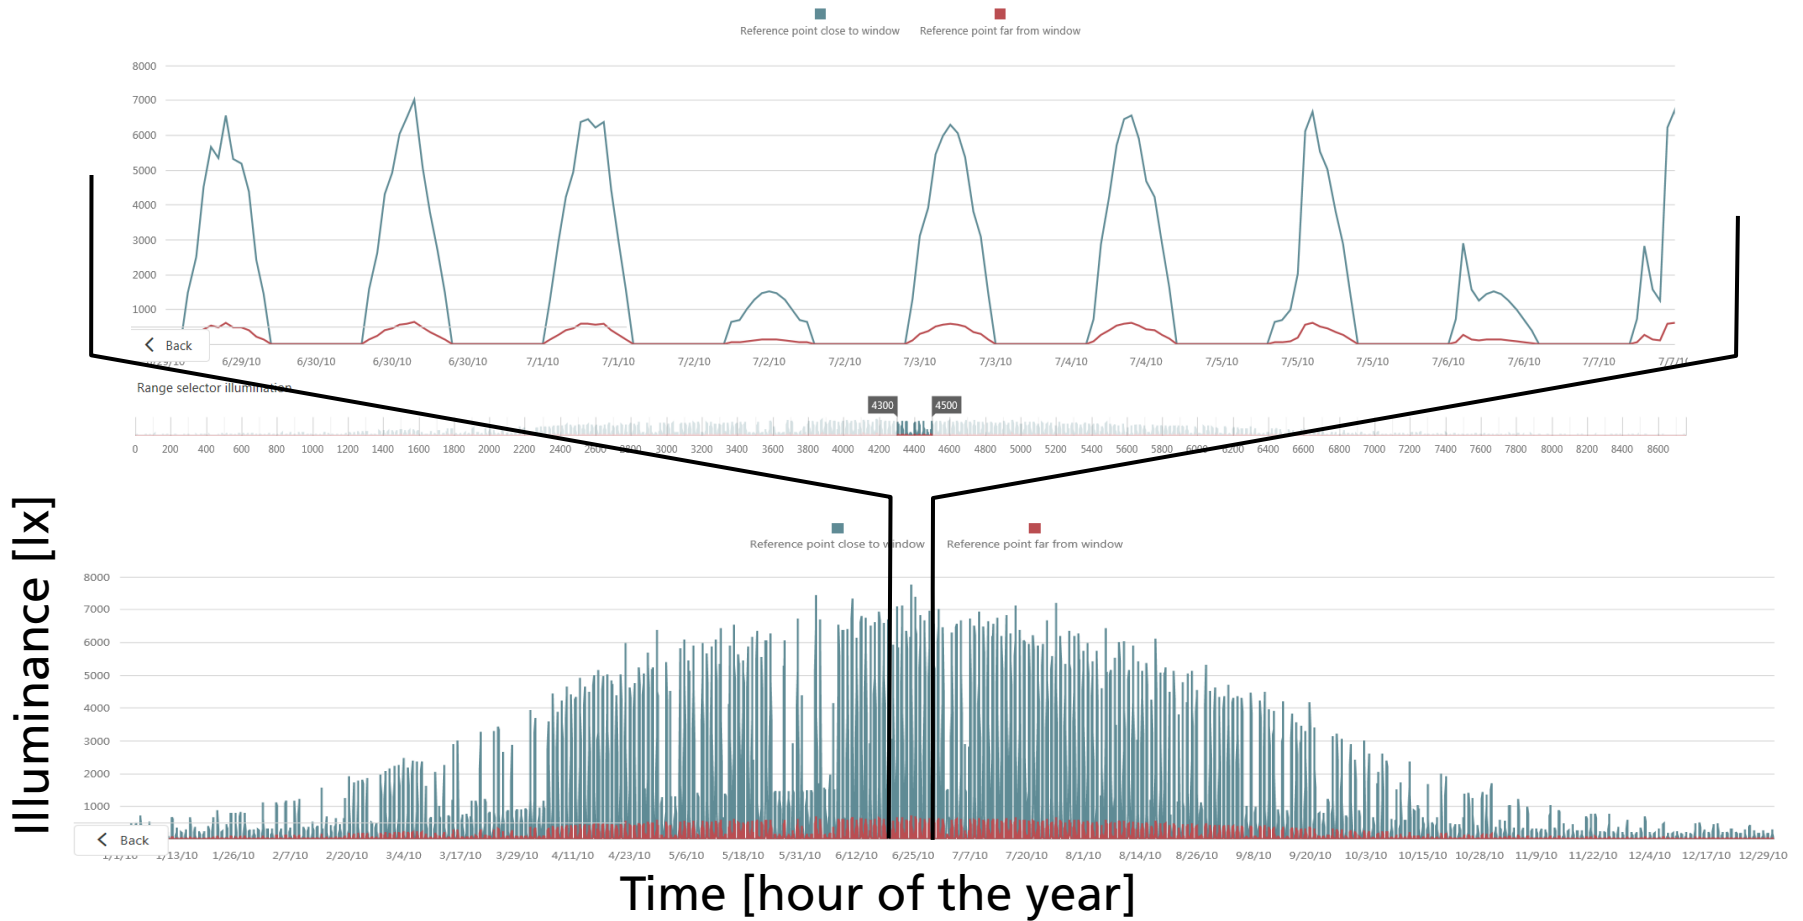 Reference point close to window Reference point far from window
8000
7000
6000
5000
4000
3000
2000
1000
Back
6/29/10 6/30/10 6/30/10 6/30/10 7/1/10 7/1/10 7/2/10 7/2/10 7/2/10 7/3/10 7/3/10 7/4/10 7/4/10 7/5/10 7/5/10 7/5/10 7/6/10 7/6/10 7/7/10
Range selector illumination
4300 4500
0 200 400 600 800 1000 1200 1400 1600 1800 2000 2200 2400 2600 2800 3000 3200 3400 3600 3800 4000 4200 4400 4600 4800 5000 5200 5400 5600 5800 6000 6200 6400 6600 6800 7000 7200 7400 7600 7800 8000 8200 8400 8600
Illuminance [lx]
Reference point close to window Reference point far from window
8000
7000
6000
5000
4000
3000
2000
1000
Back
1/1/10 1/13/10 1/26/10 2/7/10 2/20/10 3/4/10 3/17/10 3/29/10 4/11/10 4/23/10 5/6/10 5/18/10 5/31/10 6/12/10 6/25/10 7/7/10 7/20/10 8/1/10 8/14/10 8/26/10 9/8/10 9/20/10 10/3/10 10/15/10 10/28/10 11/9/10 11/22/10 12/4/10 12/17/10 12/29/10
Time [hour of the year]